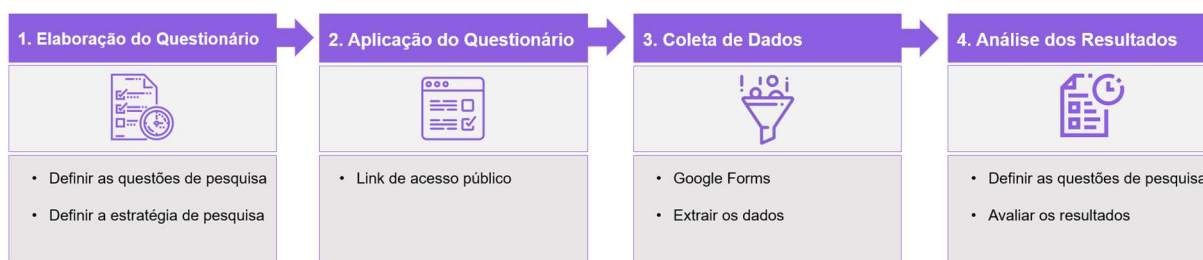 1. Elaboração do Questionário
• Definir as questões de pesquisa
• Definir a estratégia de pesquisa
2. Aplicação do Questionário
• Link de acesso público
3. Coleta de Dados
• Google Forms
• Extrair os dados
4. Análise dos Resultados
• Definir as questões de pesquisa
• Avaliar os resultados